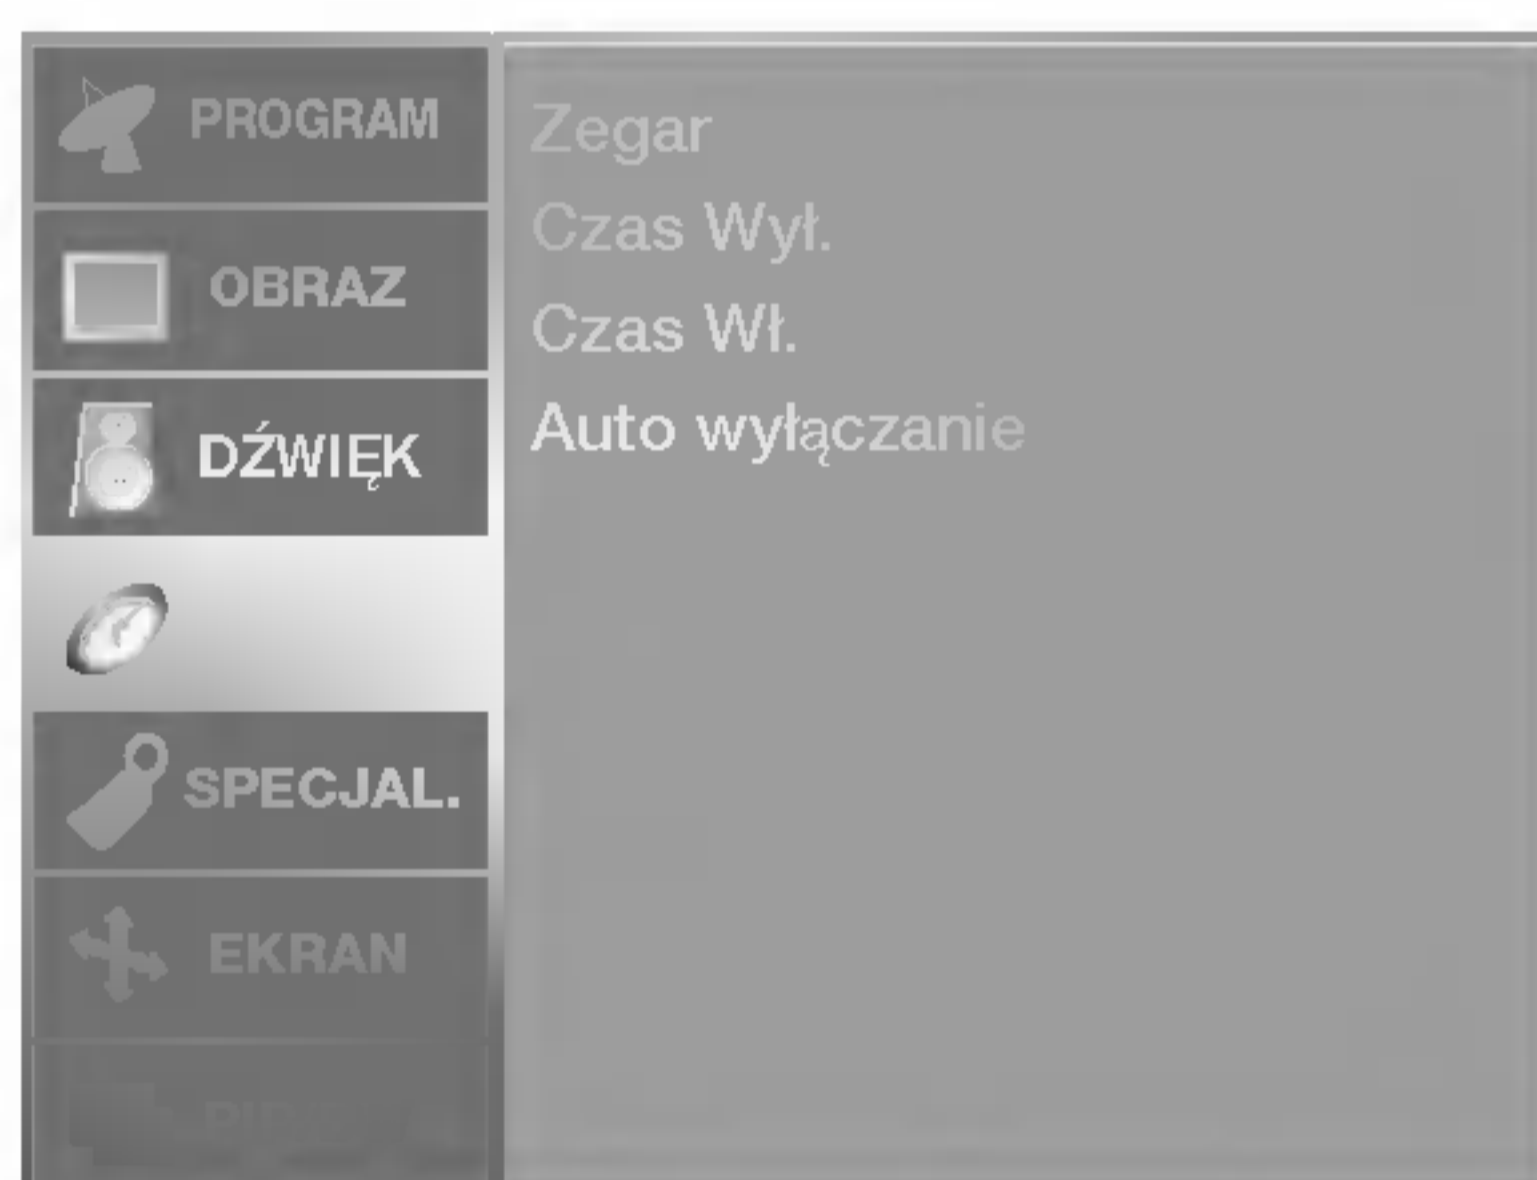 PROGRAM
OBRAZ
DŹWIĘK
SPECJAL.
EKRAN
Zegar
Czas Wył.
Czas Wł.
Auto wyłączanie